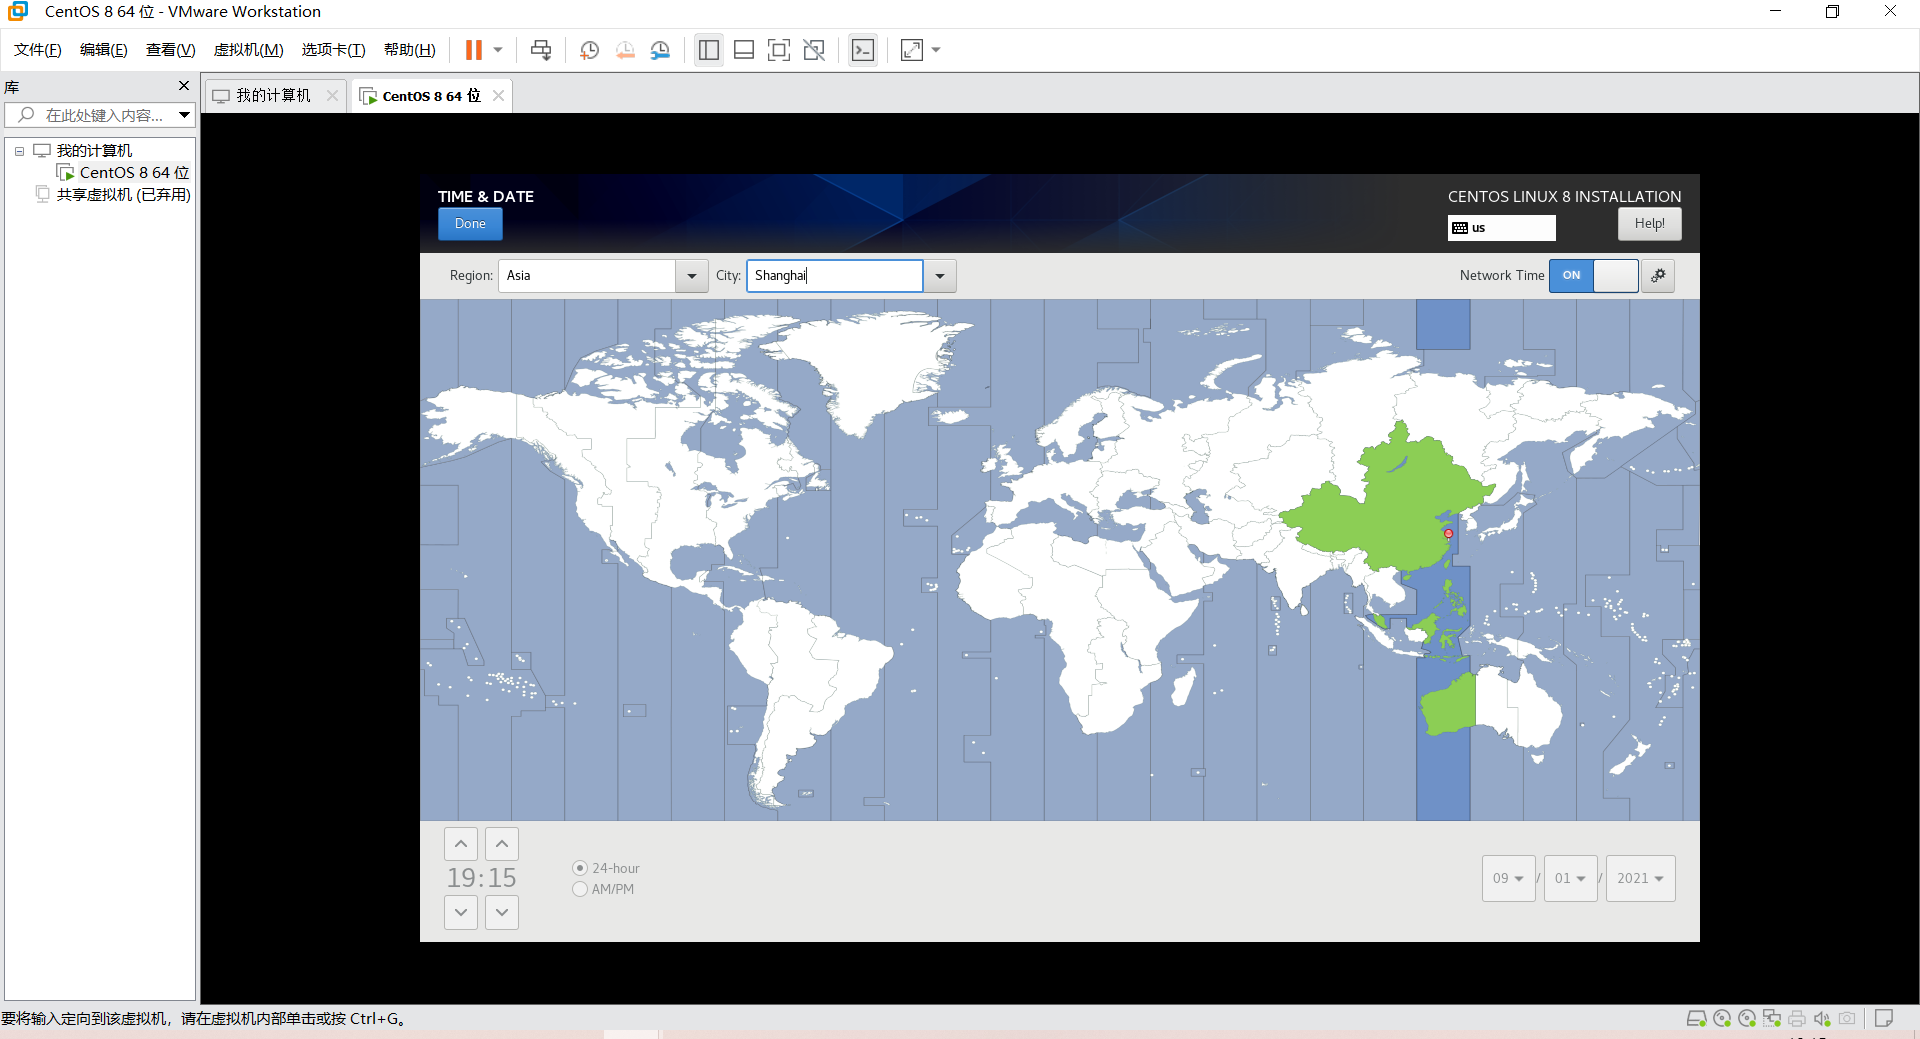 CentOS 8 64 位 - VMware Workstation
文件(F) 编辑(E) 查看(V) 虚拟机(M) 选项卡(T) 帮助(H)
库
在此处键入内容...
我的计算机
CentOS 8 64 位
共享虚拟机 (已弃用)
我的计算机
CentOS 8 64 位
TIME & DATE
Done
CENTOS LINUX 8 INSTALLATION
us
Help!
Region: Asia City: Shanghai Network Time ON
19:15
24-hour
AM/PM
09 / 01 / 2021
要将输入定向到该虚拟机，请在虚拟机内部单击或按 Ctrl+G。